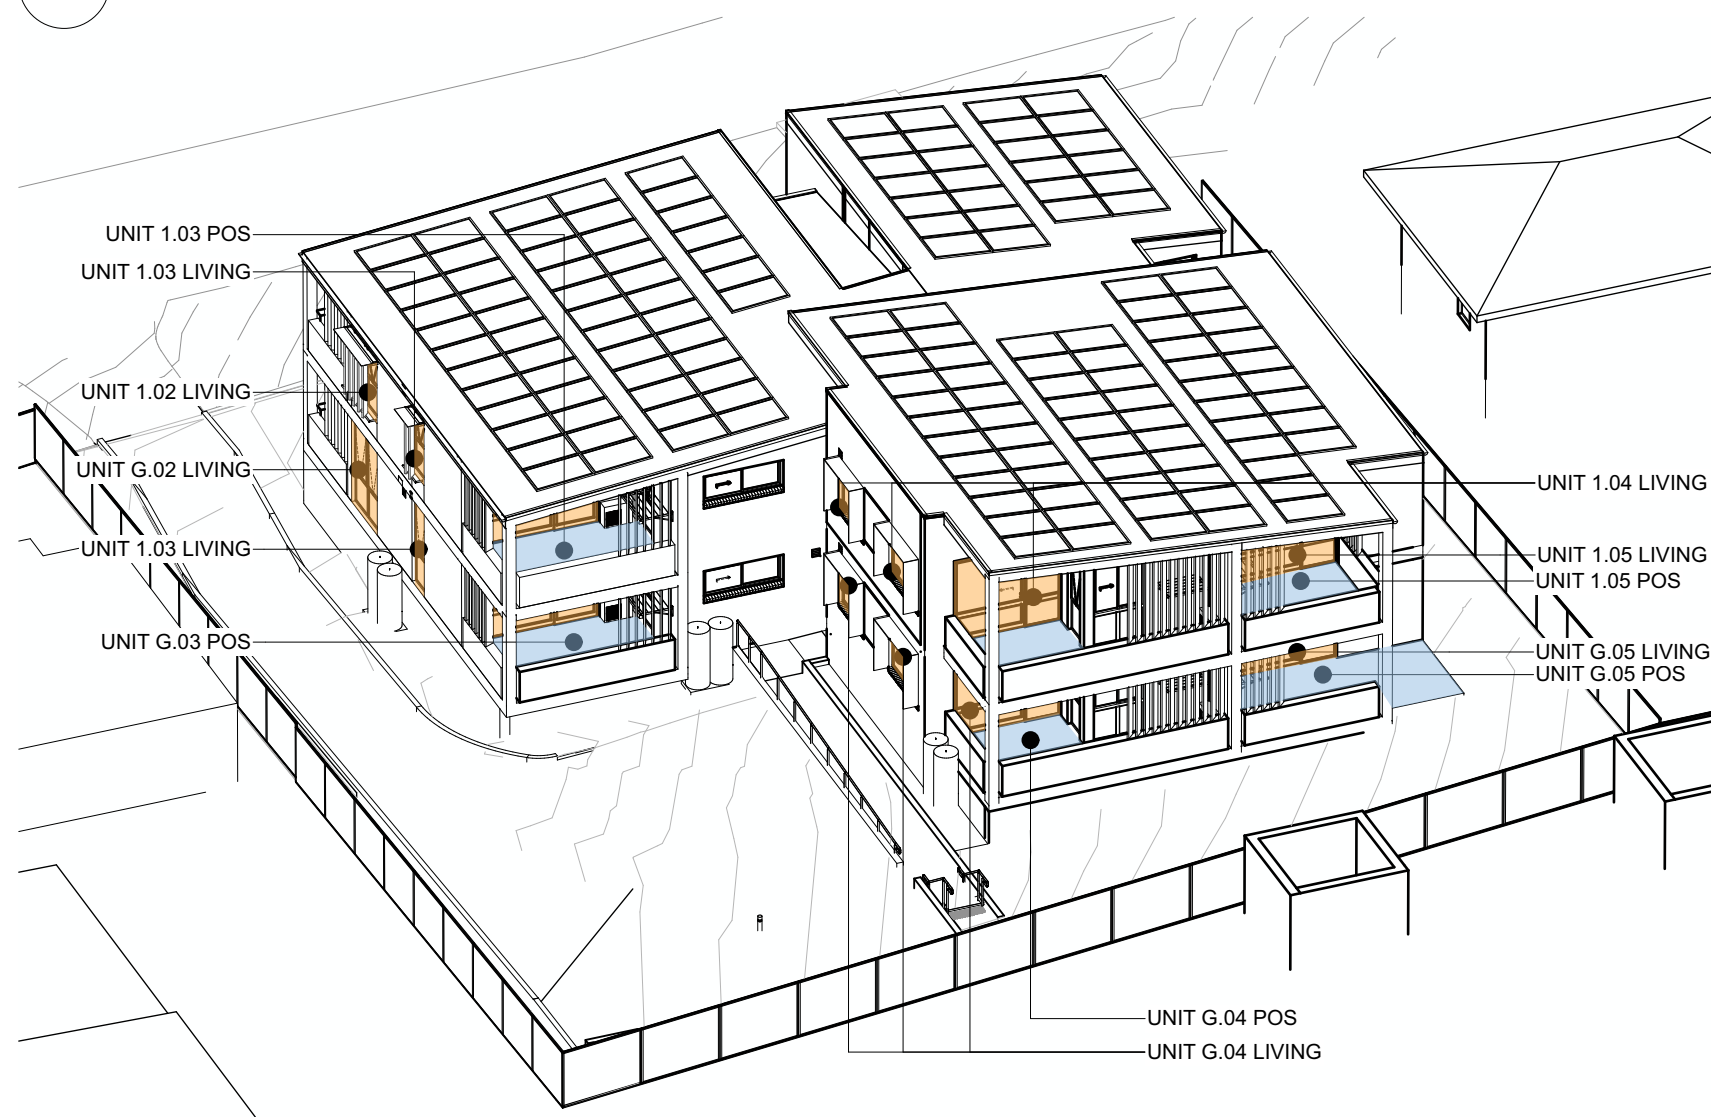 UNIT 1.03 POS
UNIT 1.03 LIVING
UNIT 1.02 LIVING
UNIT G.02 LIVING
UNIT 1.03 LIVING
UNIT G.03 POS
UNIT 1.04 LIVING
UNIT 1.05 LIVING
UNIT 1.05 POS
UNIT G.05 LIVING
UNIT G.05 POS
UNIT G.04 POS
UNIT G.04 LIVING